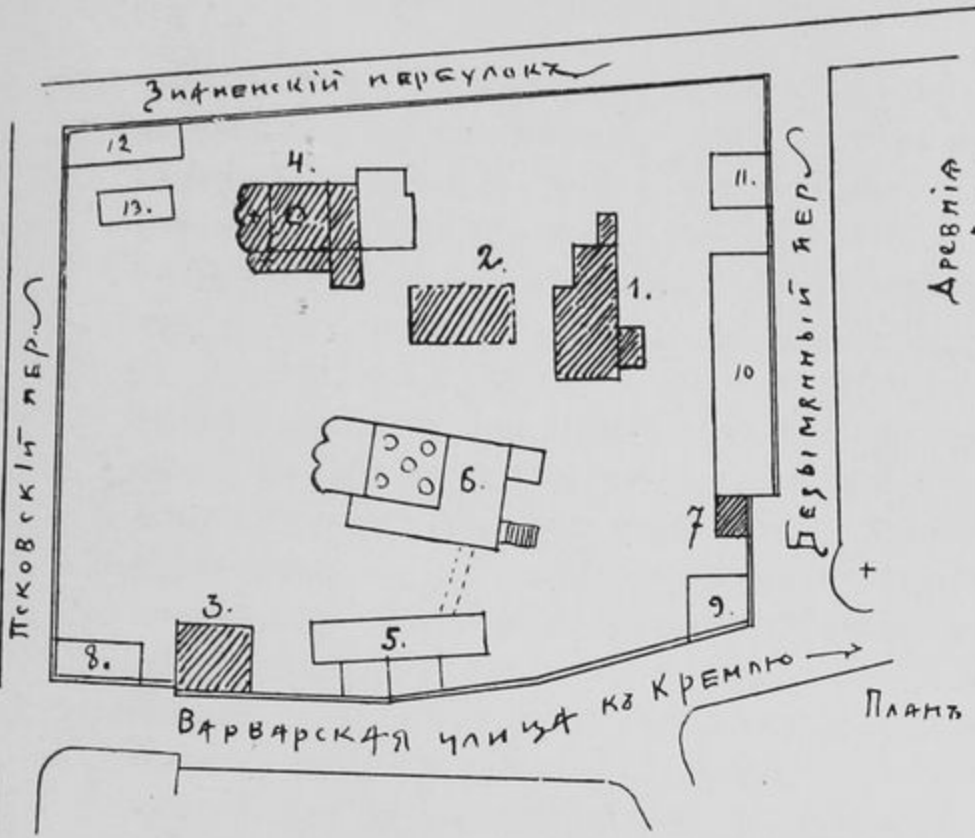 Знаменскій переулокъ
12
13.
4.
2.
1.
11.
10
Псковскій пер.
Безымянный пер
Древнія
6.
7
3.
8.
5.
9.
+
Варварская улица къ Кремлю →
Планъ